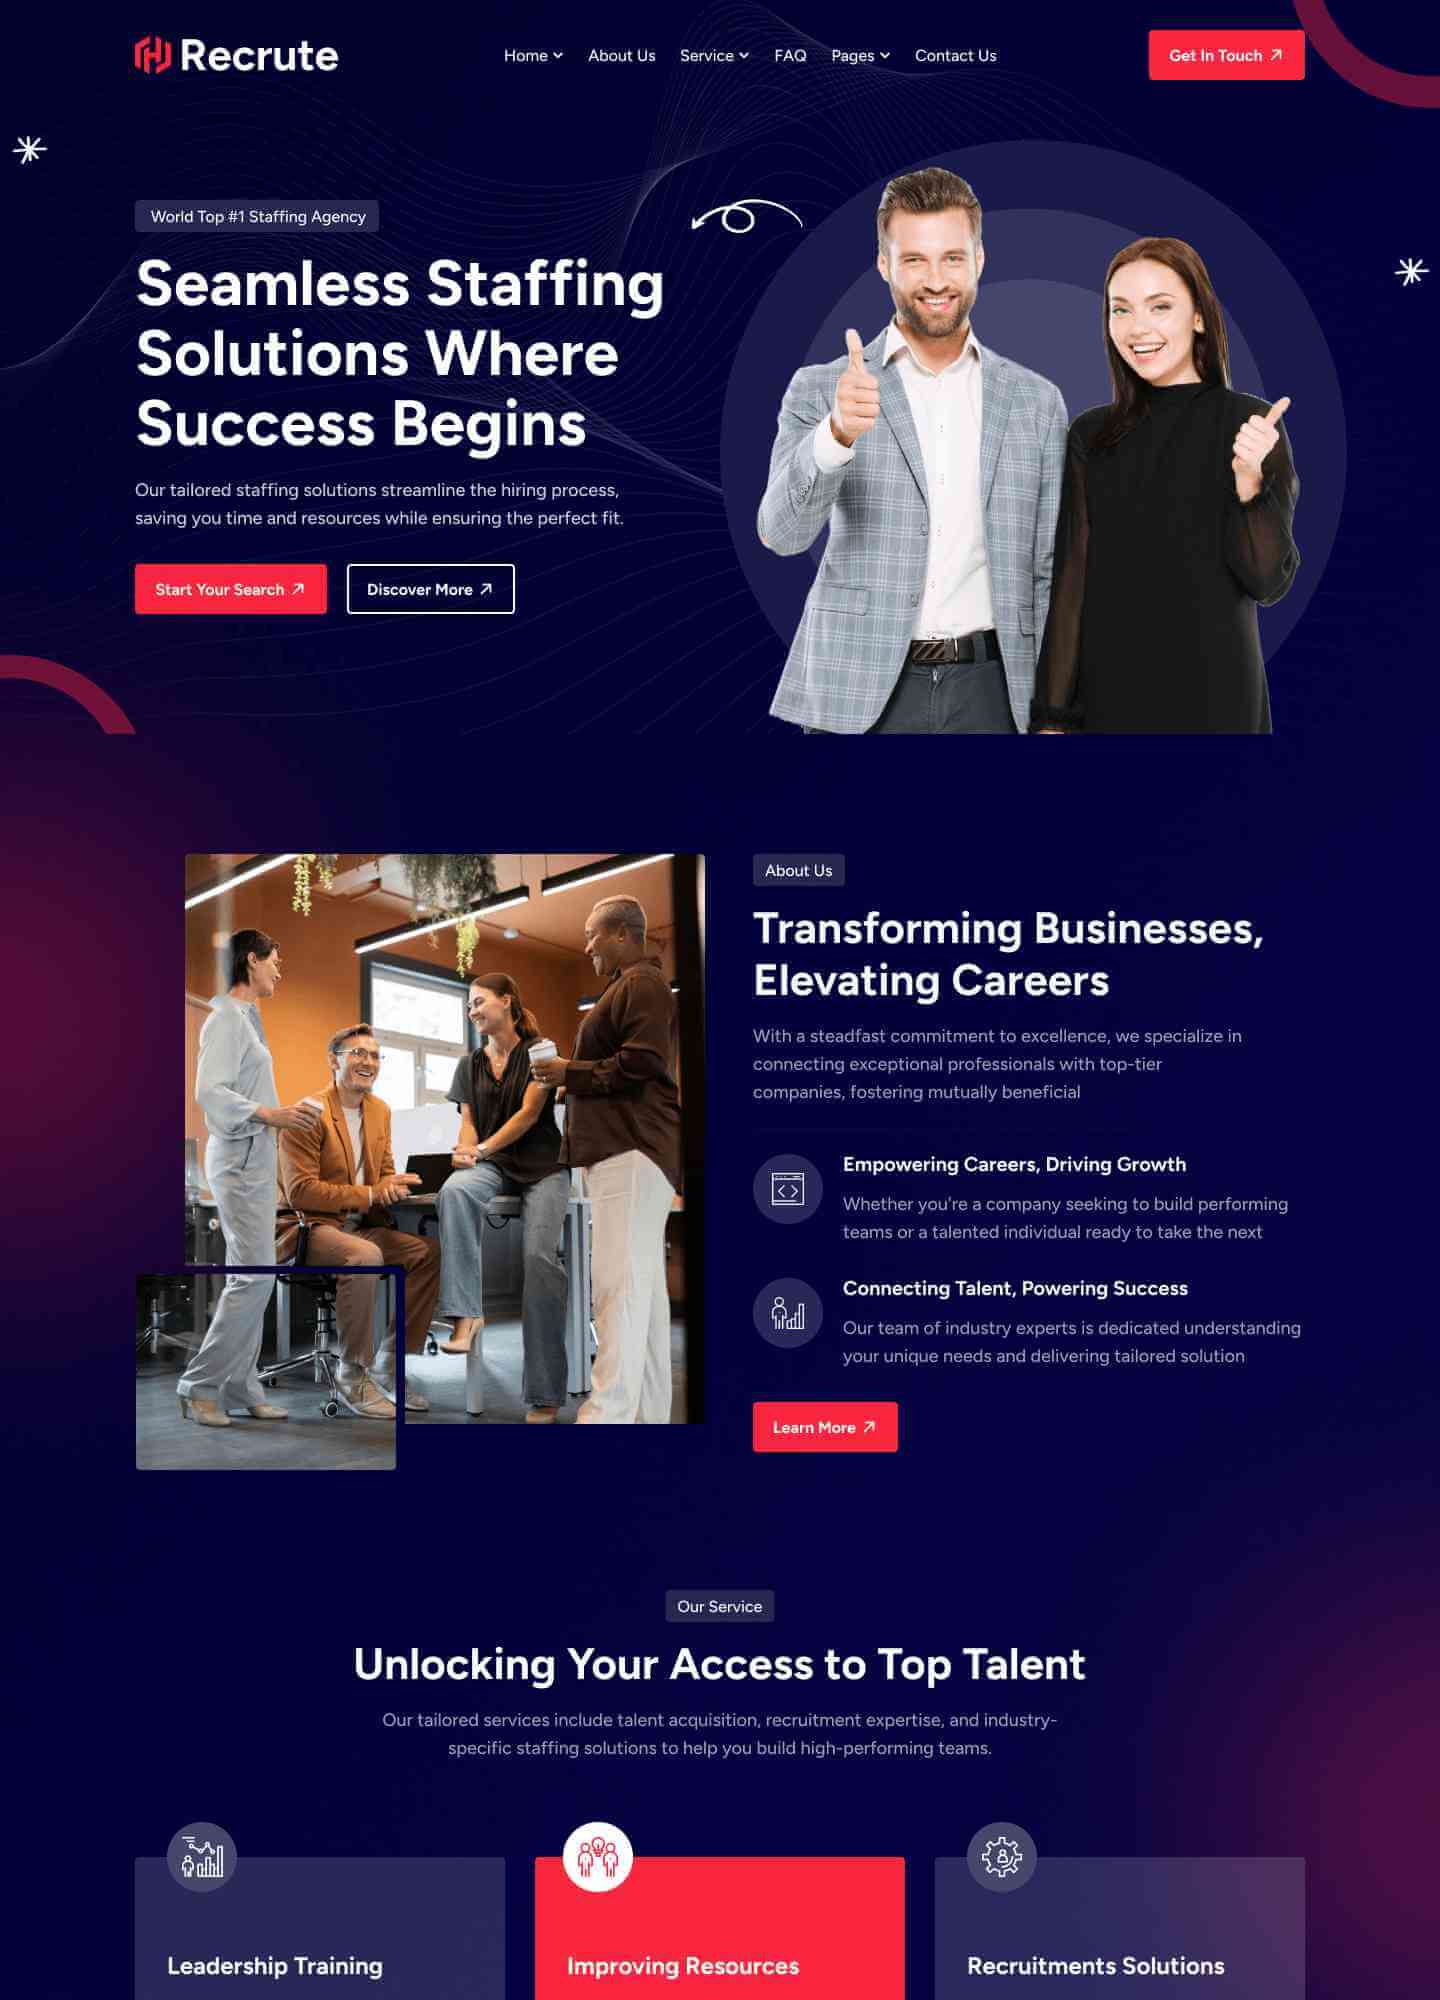 Recrute
Home
About Us
Service
FAQ
Pages
Contact Us
Get In Touch
World Top #1 Staffing Agency
Seamless Staffing
Solutions Where
Success Begins
Our tailored staffing solutions streamline the hiring process,
saving you time and resources while ensuring the perfect fit.
Start Your Search
Discover More
About Us
Transforming Businesses,
Elevating Careers
With a steadfast commitment to excellence, we specialize in
connecting exceptional professionals with top-tier
companies, fostering mutually beneficial
Empowering Careers, Driving Growth
Whether you're a company seeking to build performing
teams or a talented individual ready to take the next
Connecting Talent, Powering Success
Our team of industry experts is dedicated understanding
your unique needs and delivering tailored solution
Learn More
Our Service
Unlocking Your Access to Top Talent
Our tailored services include talent acquisition, recruitment expertise, and industry-
specific staffing solutions to help you build high-performing teams.
Leadership Training
Improving Resources
Recruitments Solutions